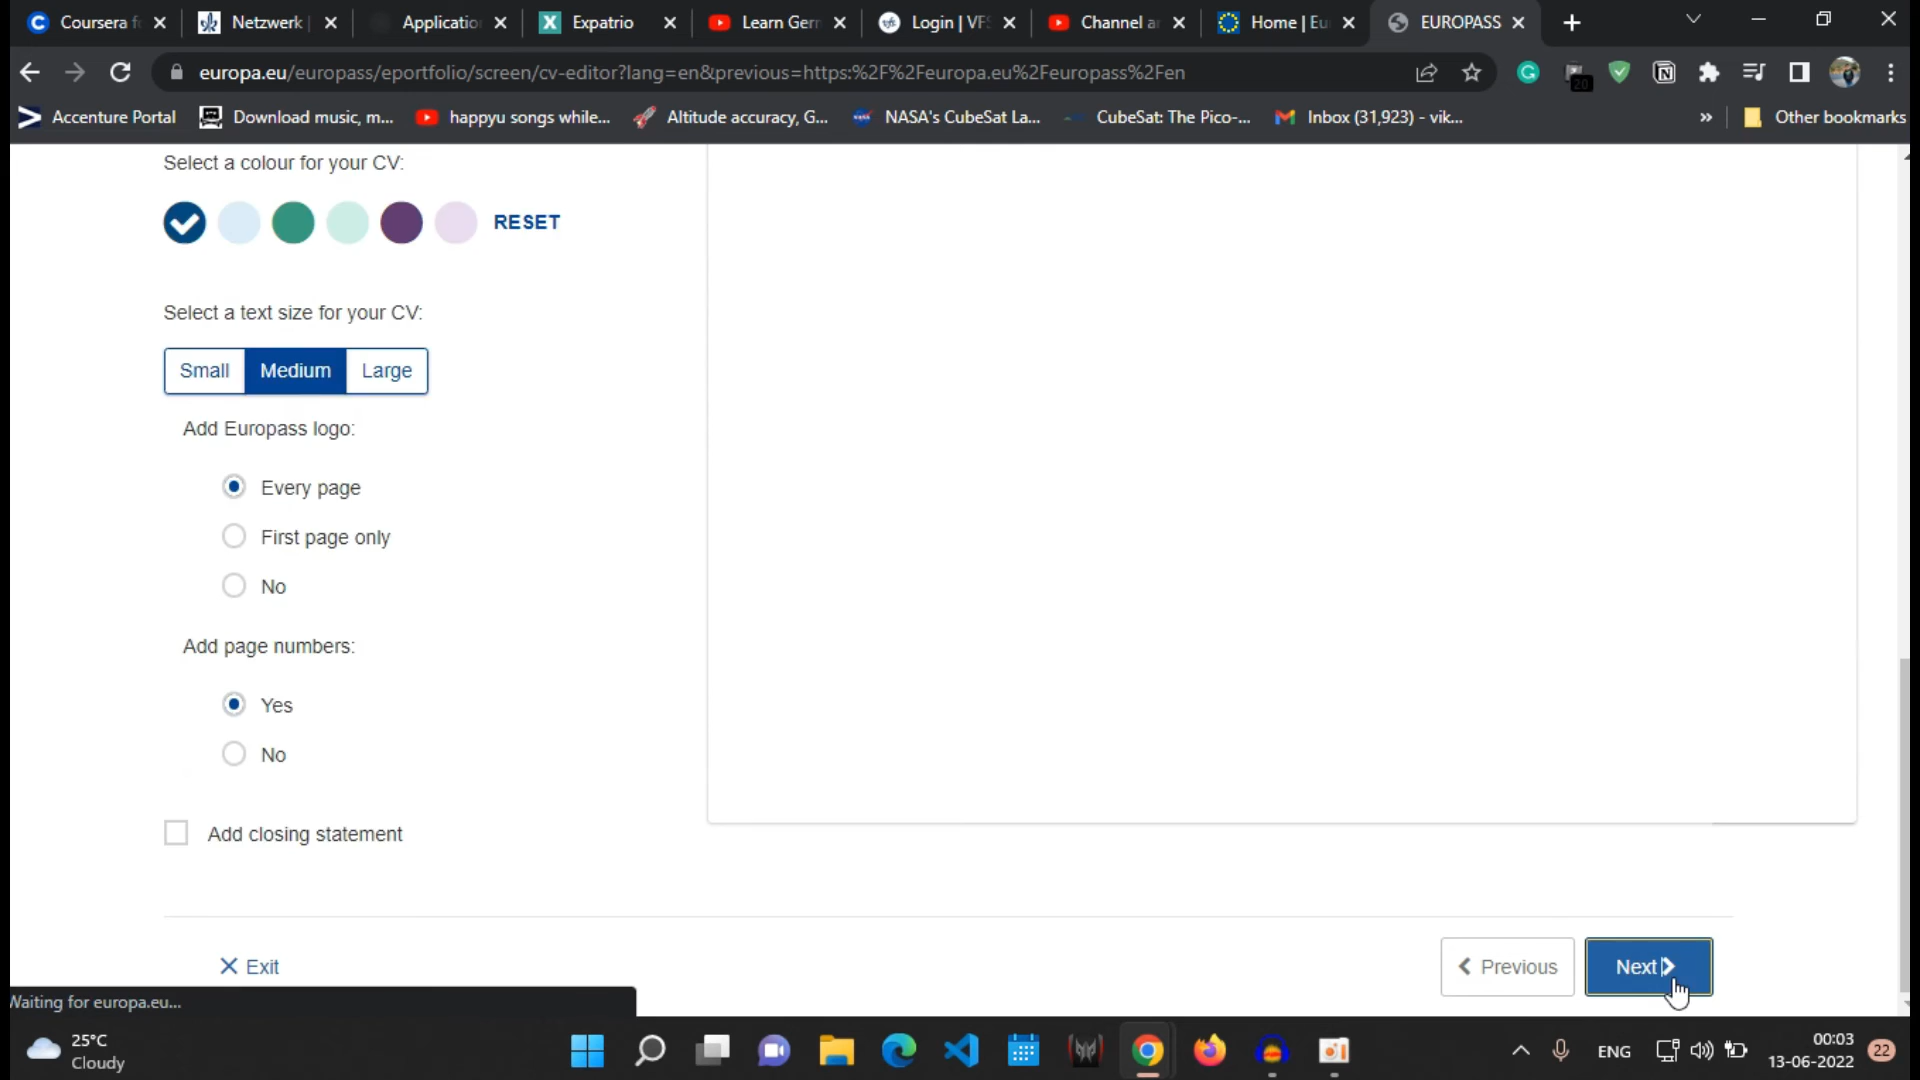 Coursera f
Netzwerk
Applicatio
Expatrio
Learn Ger
Login | VFS
Channel a
Home | Eu
EUROPASS
europa.eu/europass/eportfolio/screen/cv-editor?lang=en&previous=https:%2F%2Feuropa.eu%2Feuropass%2Fen
20
Accenture Portal
Download music, m...
happyu songs while...
Altitude accuracy, G...
NASA's CubeSat La...
CubeSat: The Pico-...
Inbox (31,923) - vik...
»
Other bookmarks
Select a colour for your CV:
RESET
Select a text size for your CV:
Small
Medium
Large
Add Europass logo:
Every page
First page only
No
Add page numbers:
Yes
No
Add closing statement
Exit
Previous
Next
Waiting for europa.eu...
25°C
Cloudy
ENG
00:03
13-06-2022
22